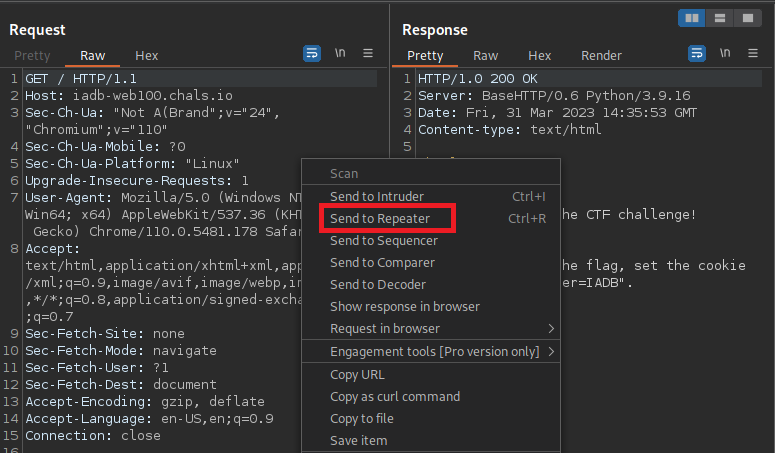 Request
Pretty Raw Hex \n
1 GET / HTTP/1.1
2 Host: iadb-web100.chals.io
3 Sec-Ch-Ua: "Not A(Brand";v="24",
"Chromium";v="110"
4 Sec-Ch-Ua-Mobile: ?0
5 Sec-Ch-Ua-Platform: "Linux"
6 Upgrade-Insecure-Requests: 1
7 User-Agent: Mozilla/5.0 (Windows NT
Win64; x64) AppleWebKit/537.36 (KHT
Gecko) Chrome/110.0.5481.178 Safar
8 Accept:
text/html,application/xhtml+xml,app
/xml;q=0.9,image/avif,image/webp,im
,*/*;q=0.8,application/signed-excha
;q=0.7
9 Sec-Fetch-Site: none
10 Sec-Fetch-Mode: navigate
11 Sec-Fetch-User: ?1
12 Sec-Fetch-Dest: document
13 Accept-Encoding: gzip, deflate
14 Accept-Language: en-US,en;q=0.9
15 Connection: close
16
Response
Pretty Raw Hex Render \n
1 HTTP/1.0 200 OK
2 Server: BaseHTTP/0.6 Python/3.9.16
3 Date: Fri, 31 Mar 2023 14:35:53 GMT
4 Content-type: text/html
5
he CTF challenge!
he flag, set the cookie
er=IADB".
Scan
Send to Intruder Ctrl+I
Send to Repeater Ctrl+R
Send to Sequencer
Send to Comparer
Send to Decoder
Show response in browser
Request in browser
Engagement tools [Pro version only]
Copy URL
Copy as curl command
Copy to file
Save item